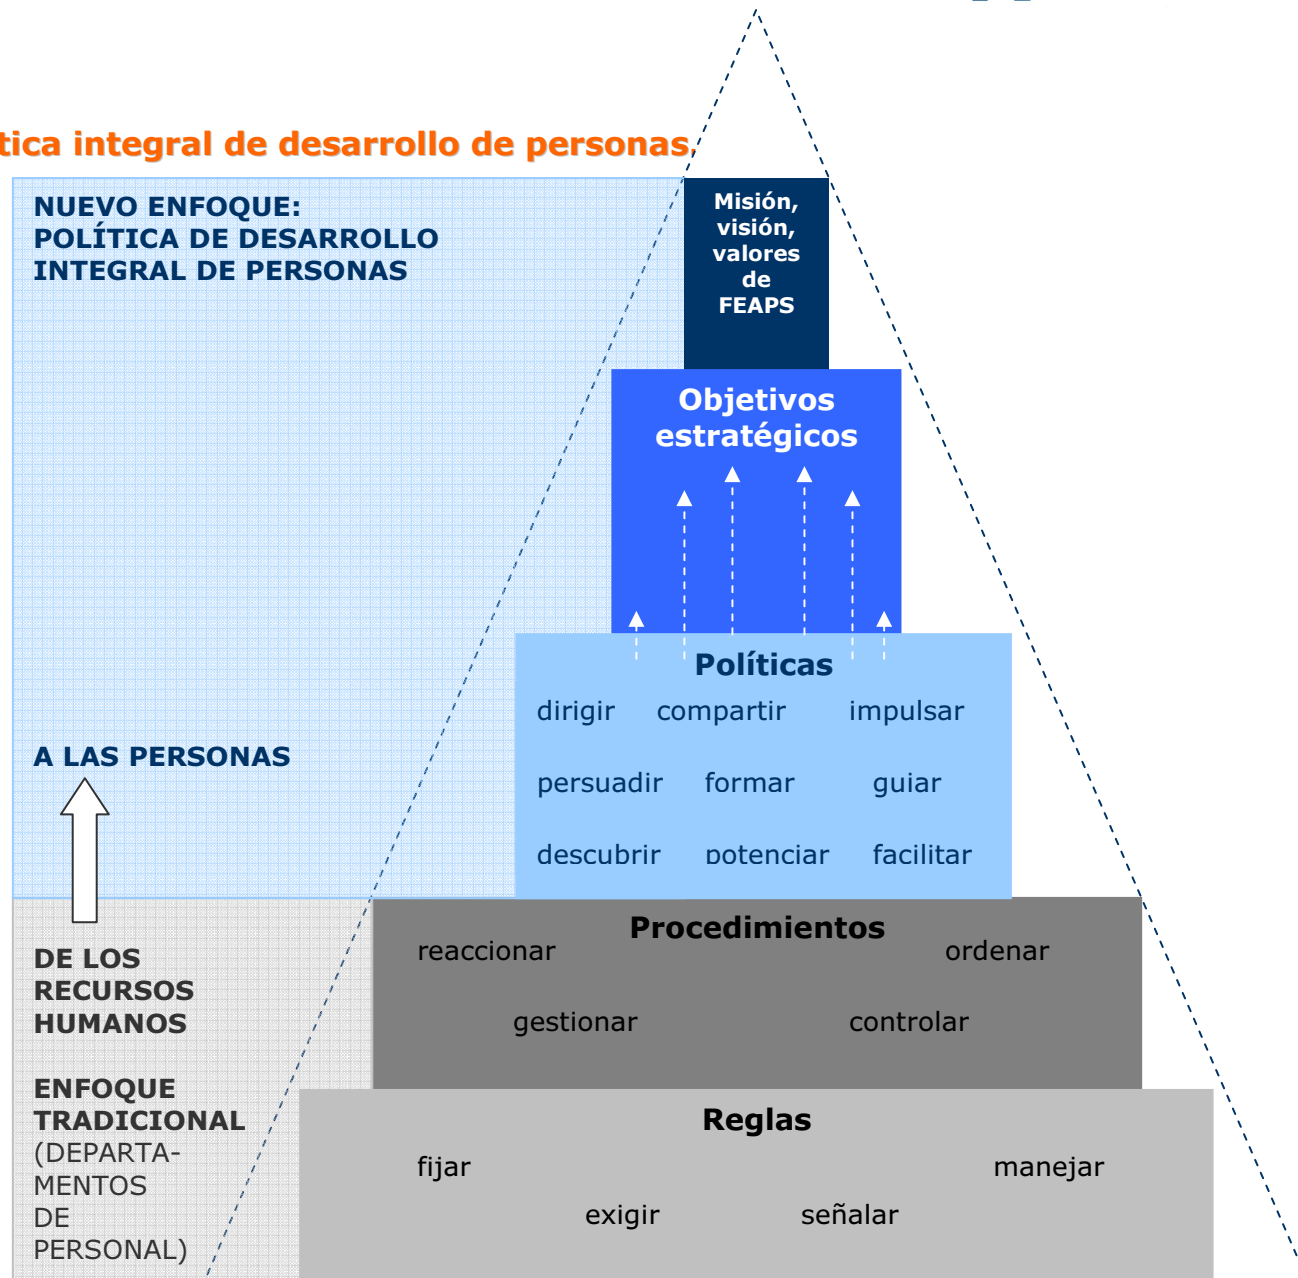 tica integral de desarrollo de personas.
NUEVO ENFOQUE:
POLÍTICA DE DESARROLLO
INTEGRAL DE PERSONAS
Misión,
visión,
valores
de
FEAPS
Objetivos
estratégicos
Políticas
dirigir compartir impulsar
A LAS PERSONAS
persuadir formar guiar
descubrir potenciar facilitar
Procedimientos
reaccionar ordenar
DE LOS
RECURSOS
HUMANOS
gestionar controlar
ENFOQUE
TRADICIONAL
(DEPARTA-
MENTOS
DE
PERSONAL)
Reglas
fijar manejar
exigir señalar